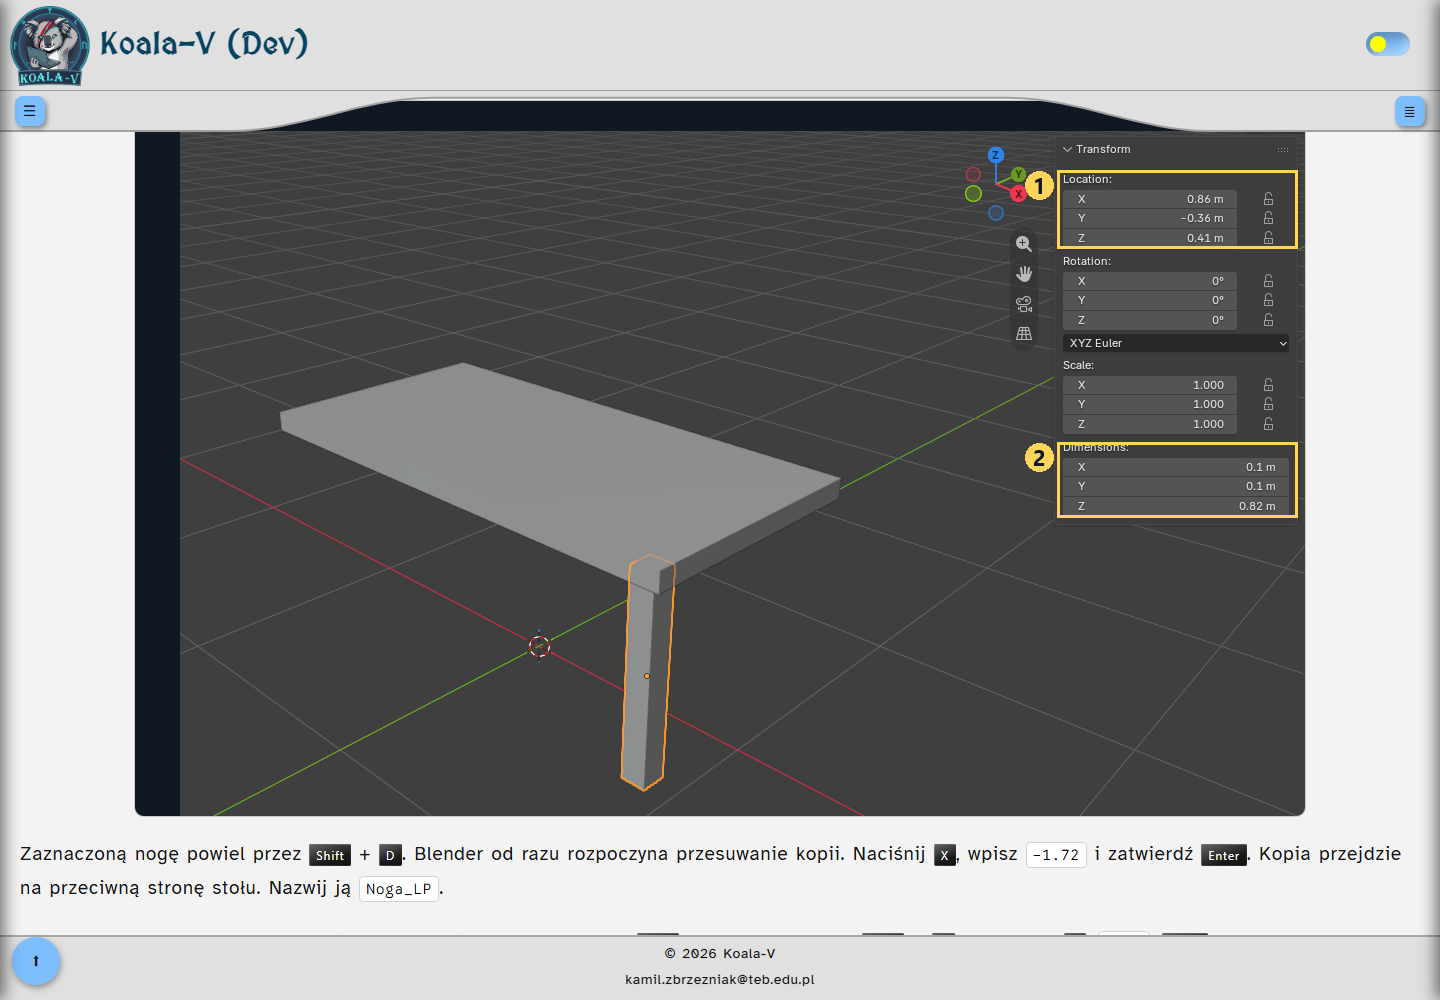 KOALA-V
Koala-V (Dev)
☰
≣
Transform
Z
Y
X
1
Location:
X 0.86 m
Y -0.36 m
Z 0.41 m
Rotation:
X 0°
Y 0°
Z 0°
XYZ Euler
Scale:
X 1.000
Y 1.000
Z 1.000
2
Dimensions:
X 0.1 m
Y 0.1 m
Z 0.82 m
Zaznaczoną nogę powiel przez Shift + D. Blender od razu rozpoczyna przesuwanie kopii. Naciśnij X, wpisz -1.72 i zatwierdź Enter. Kopia przejdzie
na przeciwną stronę stołu. Nazwij ją Noga_LP.
© 2026 Koala-V
kamil.zbrzezniak@teb.edu.pl